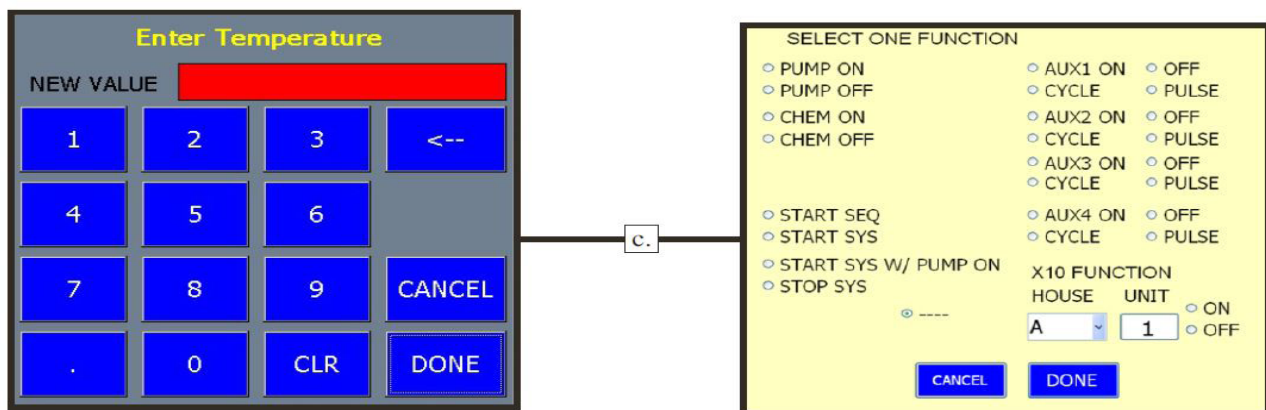 Enter Temperature
NEW VALUE
1 2 3 <--
4 5 6
7 8 9 CANCEL
. 0 CLR DONE
c.
SELECT ONE FUNCTION
PUMP ON AUX1 ON OFF
PUMP OFF CYCLE PULSE
CHEM ON AUX2 ON OFF
CHEM OFF CYCLE PULSE
AUX3 ON OFF
CYCLE PULSE
START SEQ AUX4 ON OFF
START SYS CYCLE PULSE
START SYS W/ PUMP ON
STOP SYS
----
X10 FUNCTION
HOUSE UNIT
A 1 ON
OFF
CANCEL DONE